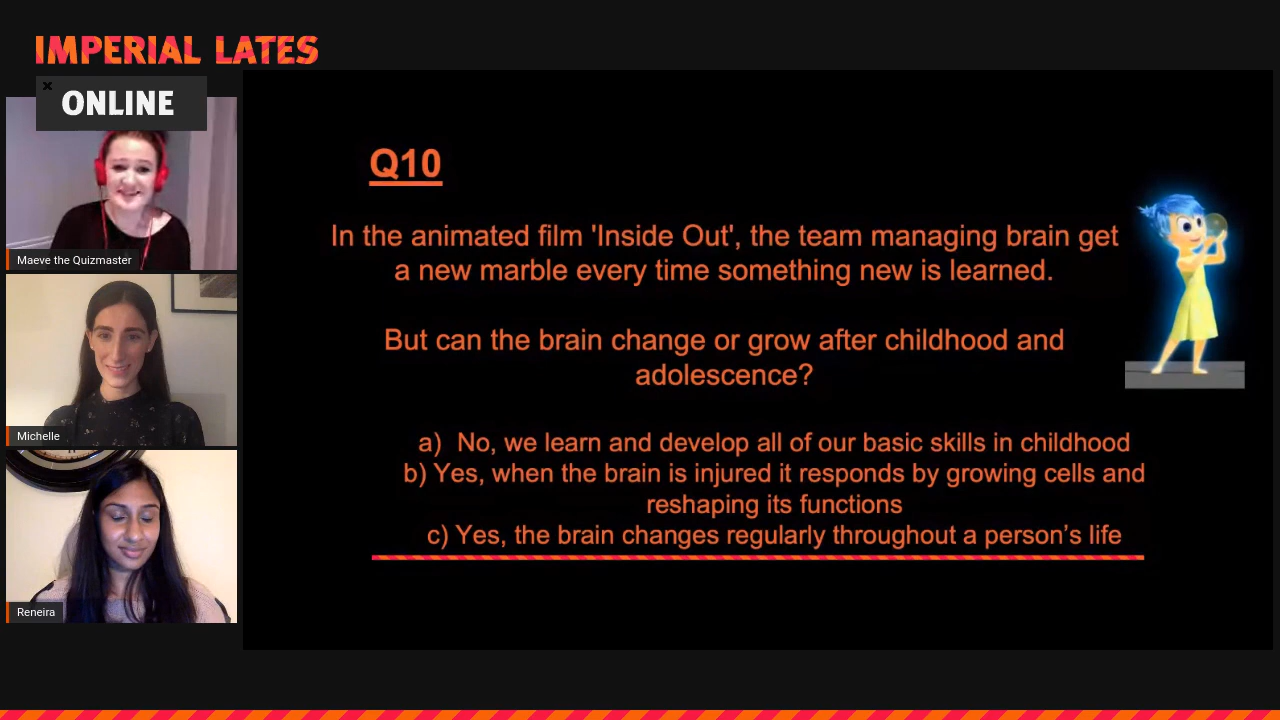 IMPERIAL LATES
ONLINE
Maeve the Quizmaster
Michelle
Reneira
Q10
In the animated film 'Inside Out', the team managing brain get
a new marble every time something new is learned.
But can the brain change or grow after childhood and
adolescence?
a) No, we learn and develop all of our basic skills in childhood
b) Yes, when the brain is injured it responds by growing cells and
reshaping its functions
c) Yes, the brain changes regularly throughout a person’s life